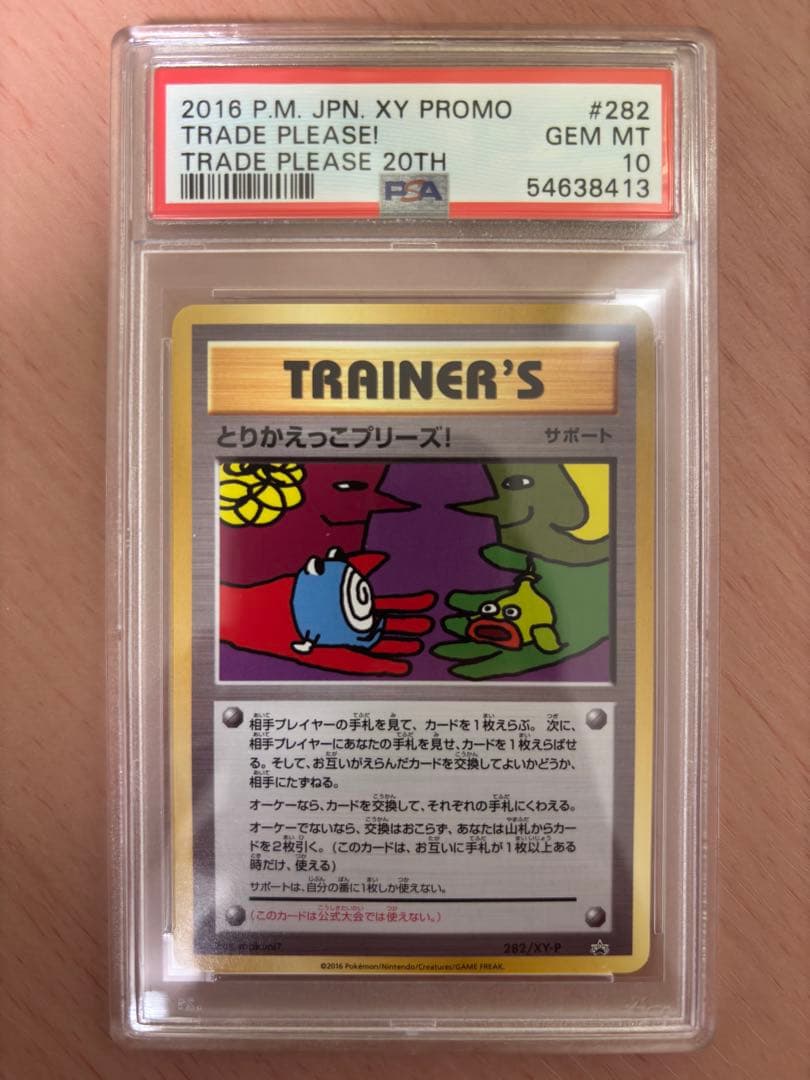 2016 P.M. JPN. XY PROMO #282
TRADE PLEASE! GEM MT
TRADE PLEASE 20TH 10
PSA 54638413
TRAINER'S
とりかえっこプリーズ! サポート
相手プレイヤーの手札を見て、カードを1枚えらぶ。次に、
相手プレイヤーにあなたの手札を見せ、カードを1枚えらばせ
る。そして、お互いがえらんだカードを交換してよいかどうか、
相手にたずねる。
オーケーなら、カードを交換して、それぞれの手札にくわえる。
オーケーでないなら、交換はおこらず、あなたは山札からカー
ドを2枚引く。(このカードは、お互いに手札が1枚以上ある
時だけ、使える)
サポートは、自分の番に1枚しか使えない。
(このカードは公式大会では使えない。)
282/XY-P
©2016 Pokémon/Nintendo/Creatures/GAME FREAK.